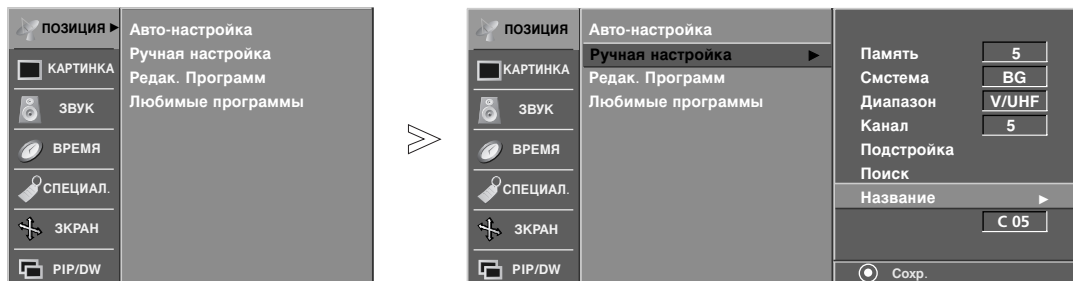 ПОЗИЦИЯ
КАРТИНКА
ЗВУК
ВРЕМЯ
СПЕЦИАЛ.
ЗКРАН
PIP/DW
Авто-настройка
Ручная настройка
Редак. Программ
Любимые программы
ПОЗИЦИЯ
КАРТИНКА
ЗВУК
ВРЕМЯ
СПЕЦИАЛ.
ЗКРАН
PIP/DW
Авто-настройка
Ручная настройка
Редак. Программ
Любимые программы
Память 5
Смстема BG
Диапазон V/UHF
Канал 5
Подстройка
Поиск
Название
C 05
Сохр.